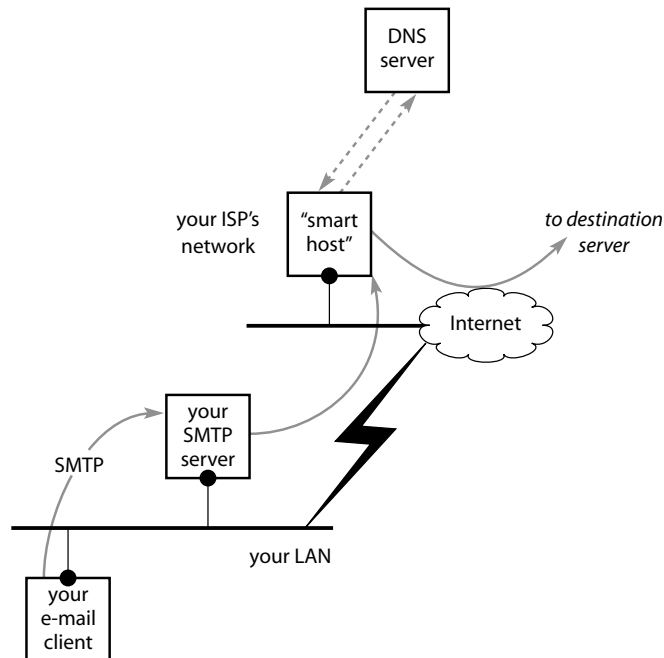 DNS
server
your ISP’s
network
“smart
host”
to destination
server
Internet
your
SMTP
server
SMTP
your LAN
your
e-mail
client